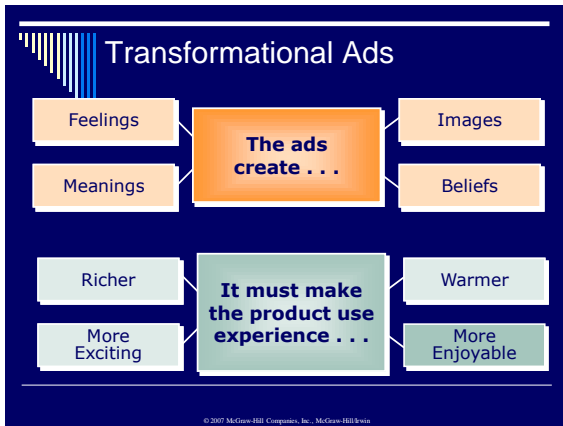 Transformational Ads
Feelings
Meanings
The ads
create . . .
Images
Beliefs
Richer
More
Exciting
It must make
the product use
experience . . .
Warmer
More
Enjoyable
© 2007 McGraw-Hill Companies, Inc., McGraw-Hill/Irwin